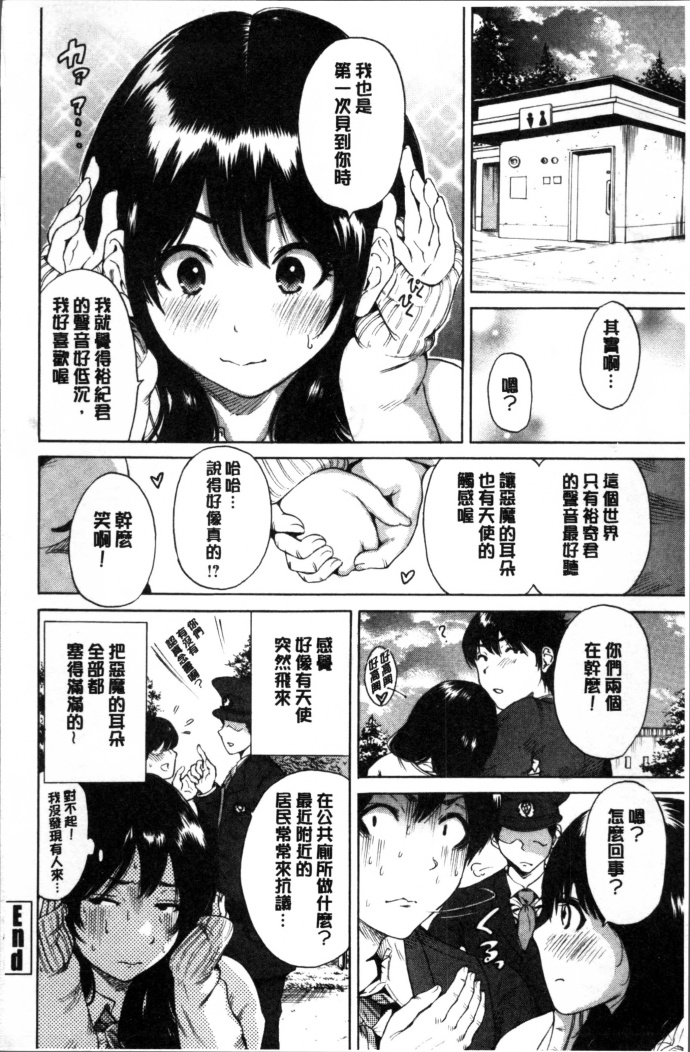 其實啊…
嗯？
我也是
第一次見到你時
カァァ…
我就覺得裕紀君
的聲音好低沉，
我好喜歡喔
這個世界
只有裕奇君
的聲音最好聽
讓惡魔的耳朵
也有天使的
觸感喔
哈哈…
說得好像真的!?
幹麼
笑啊！
你們兩個
在幹麼！
?
好高興
好高興
嗯？
怎麼回事？
感覺
好像有天使
突然飛來
把惡魔的耳朵
全部都
塞得滿滿的~
在公共廁所做什麼？
最近附近的
居民常常來抗議…
對不起！
我沒發現有人來…
End